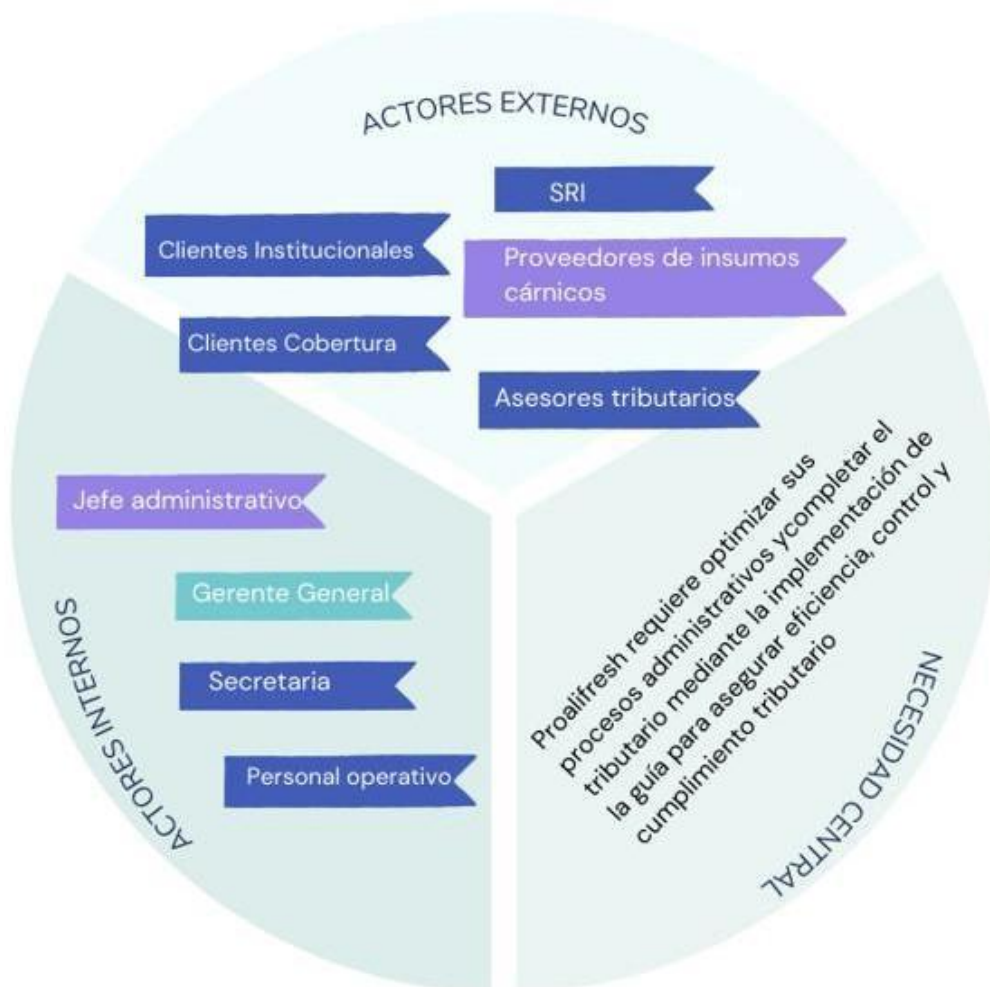 ACTORES EXTERNOS
SRI
Clientes Institucionales
Proveedores de insumos
cárnicos
Clientes Cobertura
Asesores tributarios
Jefe administrativo
Gerente General
Secretaria
Personal operativo
ACTORES INTERNOS
Proalifresh requiere optimizar sus
procesos administrativos ycompletar el
tributario mediante la implementación de
la guía para asegurar eficiencia, control y
cumplimiento tributario
NECESIDAD CENTRAL